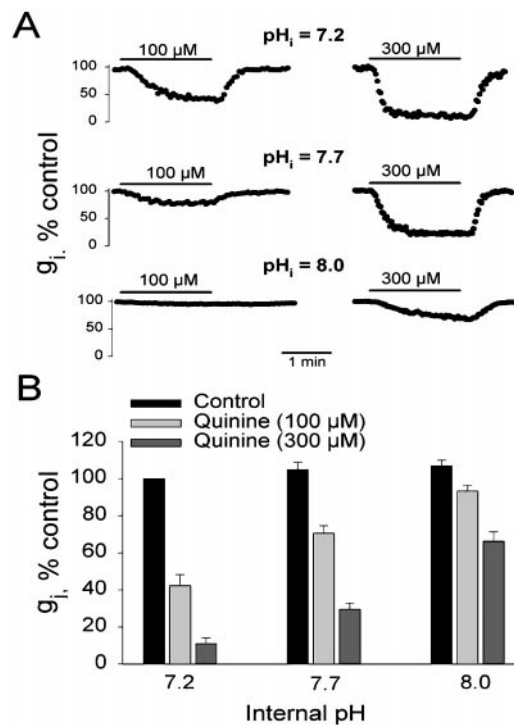 A
pHi = 7.2
100 µM
300 µM
100
50
0
pHi = 7.7
100 µM
300 µM
100
50
0
pHi = 8.0
100 µM
300 µM
100
50
0
gi, % control
1 min
B
Control
Quinine (100 µM)
Quinine (300 µM)
120
100
80
60
40
20
0
gi, % control
7.2 7.7 8.0
Internal pH